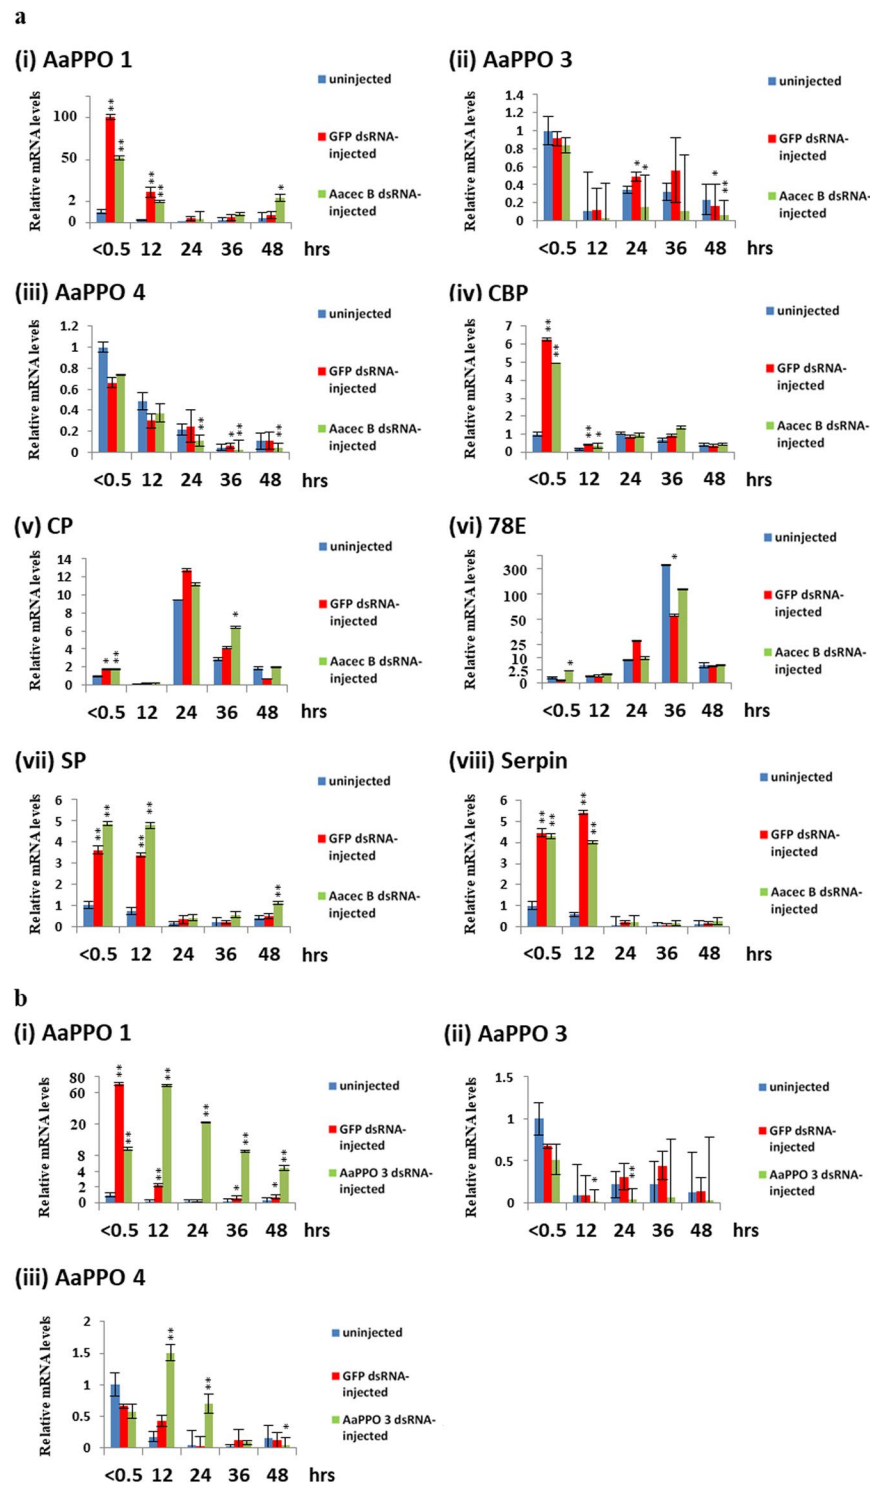 a
(i) AaPPO 1
Relative mRNA levels
100
50
2
0
**
**
**
**
*
<0.5 12 24 36 48 hrs
uninjected
GFP dsRNA-
injected
Aacec B dsRNA-
injected
(ii) AaPPO 3
Relative mRNA levels
1.4
1.2
1
0.8
0.6
0.4
0.2
0
*
*
*
**
<0.5 12 24 36 48 hrs
uninjected
GFP dsRNA-
injected
Aacec B dsRNA-
injected
(iii) AaPPO 4
Relative mRNA levels
1.2
1
0.8
0.6
0.4
0.2
0
**
*
**
**
<0.5 12 24 36 48 hrs
uninjected
GFP dsRNA-
injected
Aacec B dsRNA-
injected
(iv) CBP
Relative mRNA levels
7
6
5
4
3
2
1
0
**
**
**
*
<0.5 12 24 36 48 hrs
uninjected
GFP dsRNA-
injected
Aacec B dsRNA-
injected
(v) CP
Relative mRNA levels
14
12
10
8
6
4
2
0
*
**
*
<0.5 12 24 36 48 hrs
uninjected
GFP dsRNA-
injected
Aacec B dsRNA-
injected
(vi) 78E
Relative mRNA levels
300
100
50
25
10
2.5
0
*
*
<0.5 12 24 36 48 hrs
uninjected
GFP dsRNA-
injected
Aacec B dsRNA-
injected
(vii) SP
Relative mRNA levels
6
5
4
3
2
1
0
**
**
**
**
**
<0.5 12 24 36 48 hrs
uninjected
GFP dsRNA-
injected
Aacec B dsRNA-
injected
(viii) Serpin
Relative mRNA levels
6
5
4
3
2
1
0
**
**
**
**
<0.5 12 24 36 48 hrs
uninjected
GFP dsRNA-
injected
Aacec B dsRNA-
injected
b
(i) AaPPO 1
Relative mRNA levels
80
60
20
8
4
2
0
**
**
**
**
**
*
**
*
**
<0.5 12 24 36 48 hrs
uninjected
GFP dsRNA-
injected
AaPPO 3 dsRNA-
injected
(ii) AaPPO 3
Relative mRNA levels
1.5
1
0.5
0
*
**
<0.5 12 24 36 48 hrs
uninjected
GFP dsRNA-
injected
AaPPO 3 dsRNA-
injected
(iii) AaPPO 4
Relative mRNA levels
2
1.5
1
0.5
0
**
**
*
<0.5 12 24 36 48 hrs
uninjected
GFP dsRNA-
injected
AaPPO 3 dsRNA-
injected